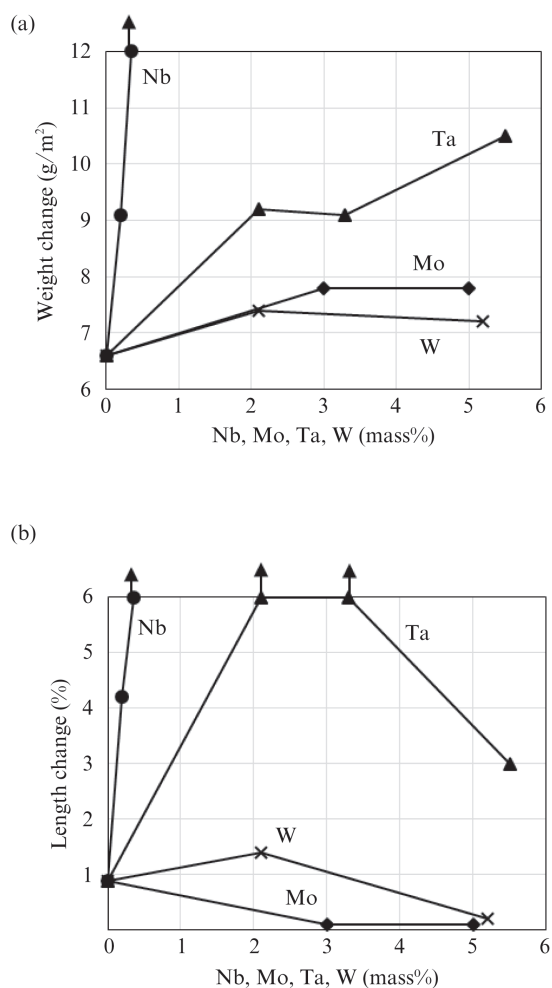 (a)
12
Nb
11
Ta
10
Weight change (g/m²)
9
Mo
8
7
W
6
0 1 2 3 4 5 6
Nb, Mo, Ta, W (mass%)
(b)
6
Nb
Ta
5
4
Length change (%)
3
2
W
1
Mo
0 1 2 3 4 5 6
Nb, Mo, Ta, W (mass%)